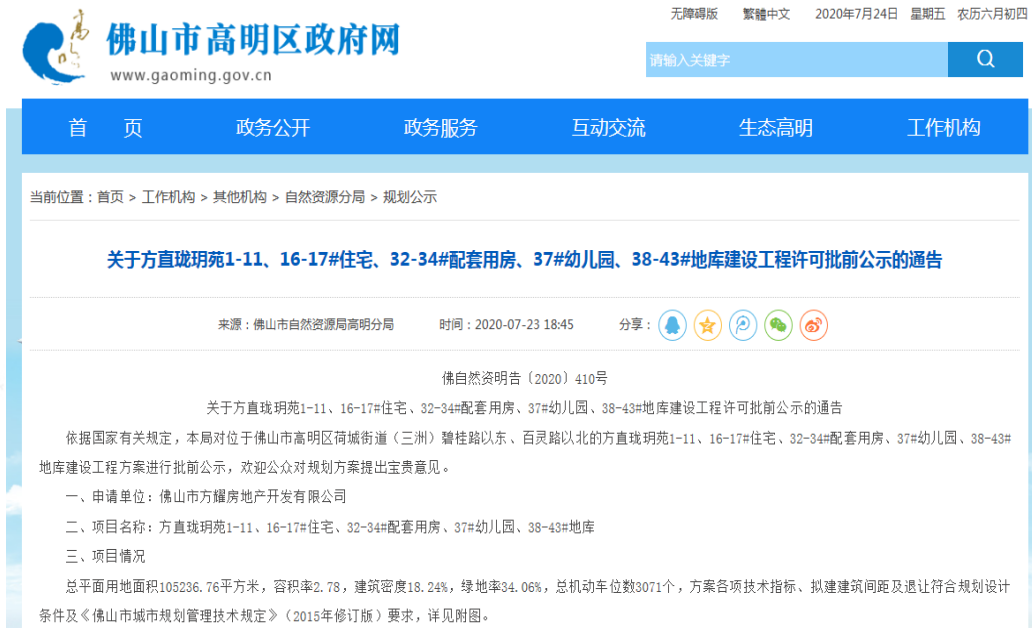 无障碍版 繁體中文 2020年7月24日 星期五 农历六月初四
佛山市高明区政府网
www.gaoming.gov.cn
请输入关键字
首 页 政务公开 政务服务 互动交流 生态高明 工作机构
当前位置：首页 > 工作机构 > 其他机构 > 自然资源分局 > 规划公示
关于方直珑玥苑1-11、16-17#住宅、32-34#配套用房、37#幼儿园、38-43#地库建设工程许可批前公示的通告
来源：佛山市自然资源局高明分局 时间：2020-07-23 18:45 分享：
佛自然资明告〔2020〕410号
关于方直珑玥苑1-11、16-17#住宅、32-34#配套用房、37#幼儿园、38-43#地库建设工程许可批前公示的通告
依据国家有关规定，本局对位于佛山市高明区荷城街道（三洲）碧桂路以东、百灵路以北的方直珑玥苑1-11、16-17#住宅、32-34#配套用房、37#幼儿园、38-43#
地库建设工程方案进行批前公示，欢迎公众对规划方案提出宝贵意见。
一、申请单位：佛山市方耀房地产开发有限公司
二、项目名称：方直珑玥苑1-11、16-17#住宅、32-34#配套用房、37#幼儿园、38-43#地库
三、项目情况
总平面用地面积105236.76平方米，容积率2.78，建筑密度18.24%，绿地率34.06%，总机动车位数3071个，方案各项技术指标、拟建建筑间距及退让符合规划设计
条件及《佛山市城市规划管理技术规定》（2015年修订版）要求，详见附图。